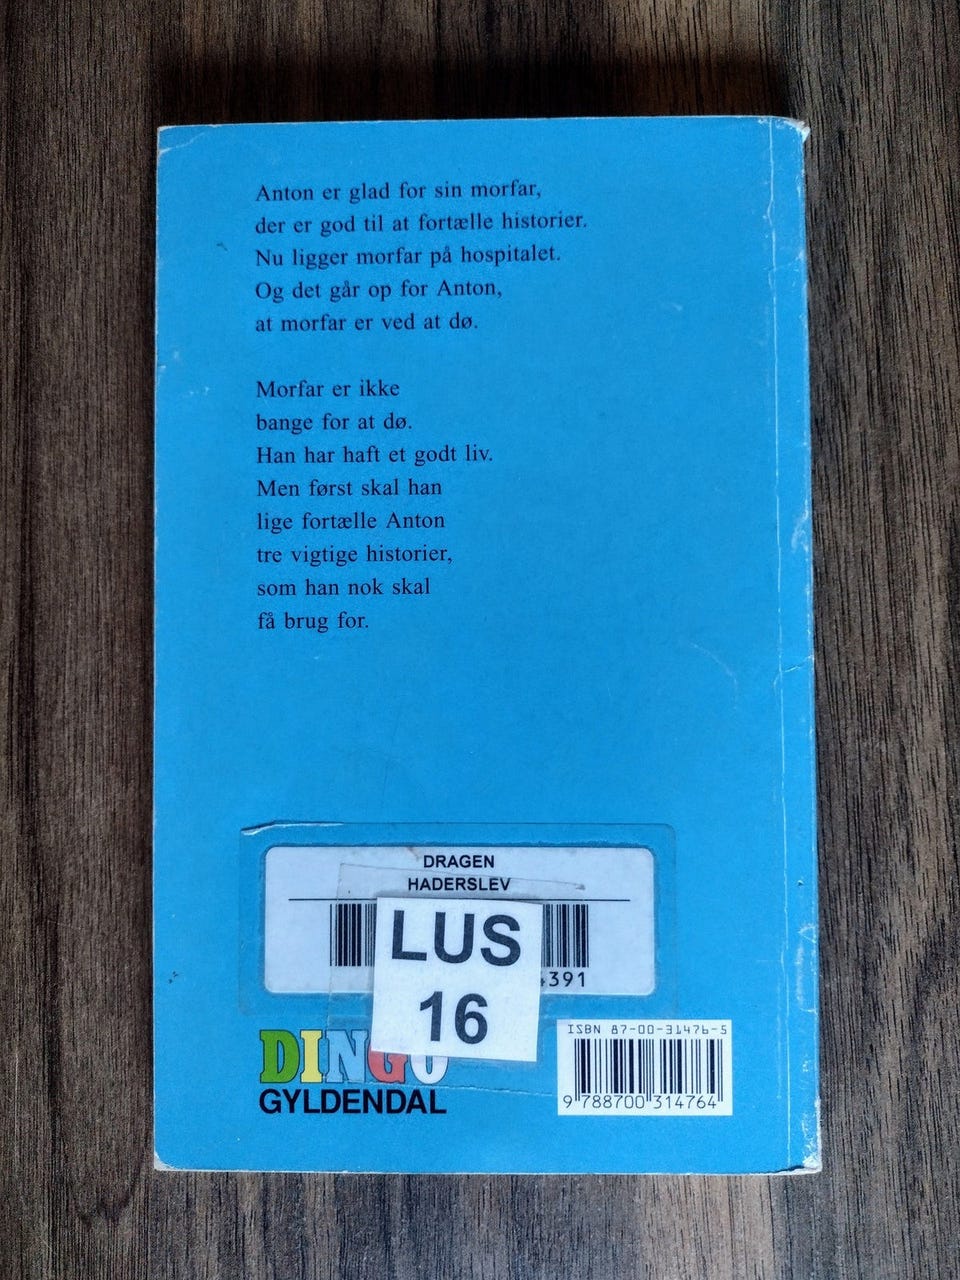 Anton er glad for sin morfar,
der er god til at fortælle historier.
Nu ligger morfar på hospitalet.
Og det går op for Anton,
at morfar er ved at dø.
Morfar er ikke
bange for at dø.
Han har haft et godt liv.
Men først skal han
lige fortælle Anton
tre vigtige historier,
som han nok skal
få brug for.
DRAGEN
HADERSLEV
LUS
16
4391
DINGO
GYLDENDAL
ISBN 87-00-31476-5
9 788700 314764